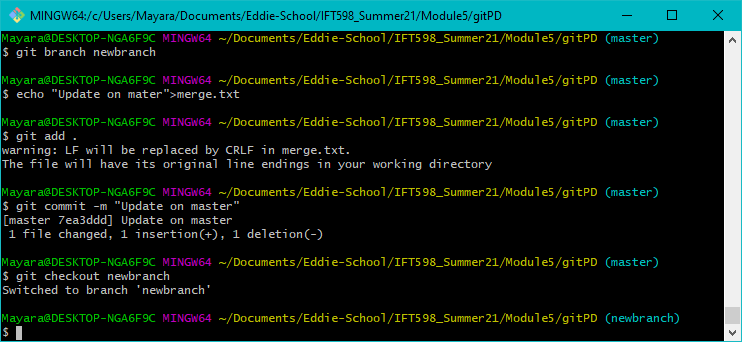 MINGW64:/c/Users/Mayara/Documents/Eddie-School/IFT598_Summer21/Module5/gitPD
Mayara@DESKTOP-NGA6F9C MINGW64 ~/Documents/Eddie-School/IFT598_Summer21/Module5/gitPD (master)
$ git branch newbranch
Mayara@DESKTOP-NGA6F9C MINGW64 ~/Documents/Eddie-School/IFT598_Summer21/Module5/gitPD (master)
$ echo "Update on mater">merge.txt
Mayara@DESKTOP-NGA6F9C MINGW64 ~/Documents/Eddie-School/IFT598_Summer21/Module5/gitPD (master)
$ git add .
warning: LF will be replaced by CRLF in merge.txt.
The file will have its original line endings in your working directory
Mayara@DESKTOP-NGA6F9C MINGW64 ~/Documents/Eddie-School/IFT598_Summer21/Module5/gitPD (master)
$ git commit -m "Update on master"
[master 7ea3ddd] Update on master
 1 file changed, 1 insertion(+), 1 deletion(-)
Mayara@DESKTOP-NGA6F9C MINGW64 ~/Documents/Eddie-School/IFT598_Summer21/Module5/gitPD (master)
$ git checkout newbranch
Switched to branch 'newbranch'
Mayara@DESKTOP-NGA6F9C MINGW64 ~/Documents/Eddie-School/IFT598_Summer21/Module5/gitPD (newbranch)
$